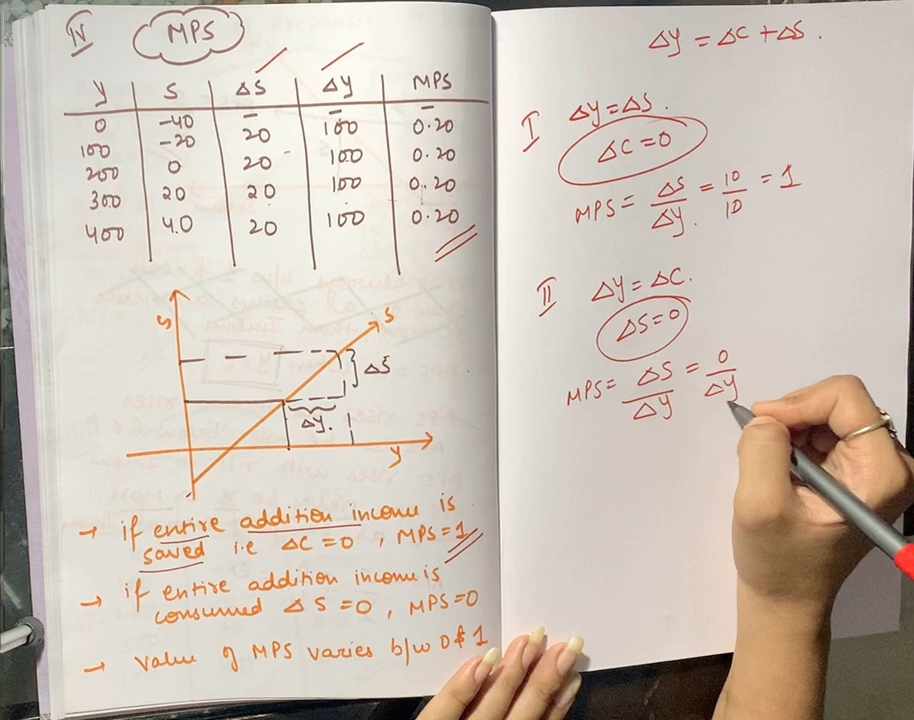 IV MPS
Y S ΔS ΔY MPS
0 -40 - - -
100 -20 20 100 0.20
200 0 20 100 0.20
300 20 20 100 0.20
400 40 20 100 0.20
S
S
ΔS
ΔY.
Y
→ if entire addition income is
saved i.e ΔC=0, MPS=1
→ if entire addition income is
consumed ΔS=0, MPS=0
→ Value of MPS varies b/w 0 & 1
ΔY = ΔC + ΔS.
I ΔY=ΔS.
ΔC=0
MPS= ΔS/ΔY. = 10/10 = 1
II ΔY=ΔC.
ΔS=0
MPS= ΔS/ΔY = 0/ΔY